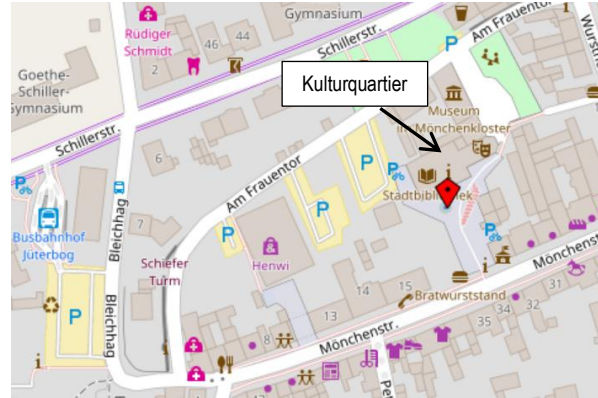 Gymnasium
Am Frauentor
Rüdiger
Schmidt
46
44
2
Schillerstr.
Goethe-
Schiller-
Gymnasium
Kulturquartier
Museum
im Mönchenkloster
Schillerstr.
6
P
P
P
P
Am Frauentor
Stadtbibliothek
i
Bleichhag
Busbahnhof
Jüterbog
7
P
P
Henwi
Schiefer
Turm
Mönchenstr.
i
Bratwurststand
P
14
15
13
8
35
34
32
31
Bleichhag
Mönchenstr.
i